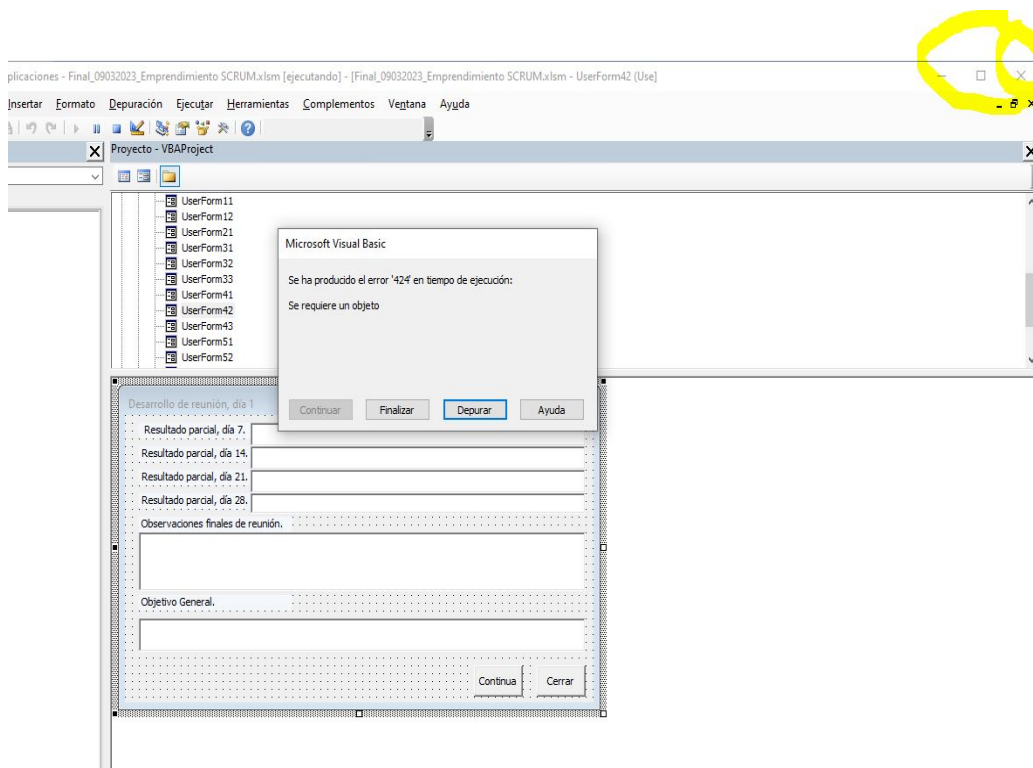 plicaciones - Final_09032023_Emprendimiento SCRUM.xlsm [ejecutando] - [Final_09032023_Emprendimiento SCRUM.xlsm - UserForm42 (Use]
Insertar Formato Depuración Ejecutar Herramientas Complementos Ventana Ayuda
Proyecto - VBAProject
UserForm11
UserForm12
UserForm21
UserForm31
UserForm32
UserForm33
UserForm41
UserForm42
UserForm43
UserForm51
UserForm52
Microsoft Visual Basic
Se ha producido el error '424' en tiempo de ejecución:
Se requiere un objeto
Continuar Finalizar Depurar Ayuda
Desarrollo de reunión, día 1
Resultado parcial, día 7.
Resultado parcial, día 14.
Resultado parcial, día 21.
Resultado parcial, día 28.
Observaciones finales de reunión.
Objetivo General.
Continua Cerrar